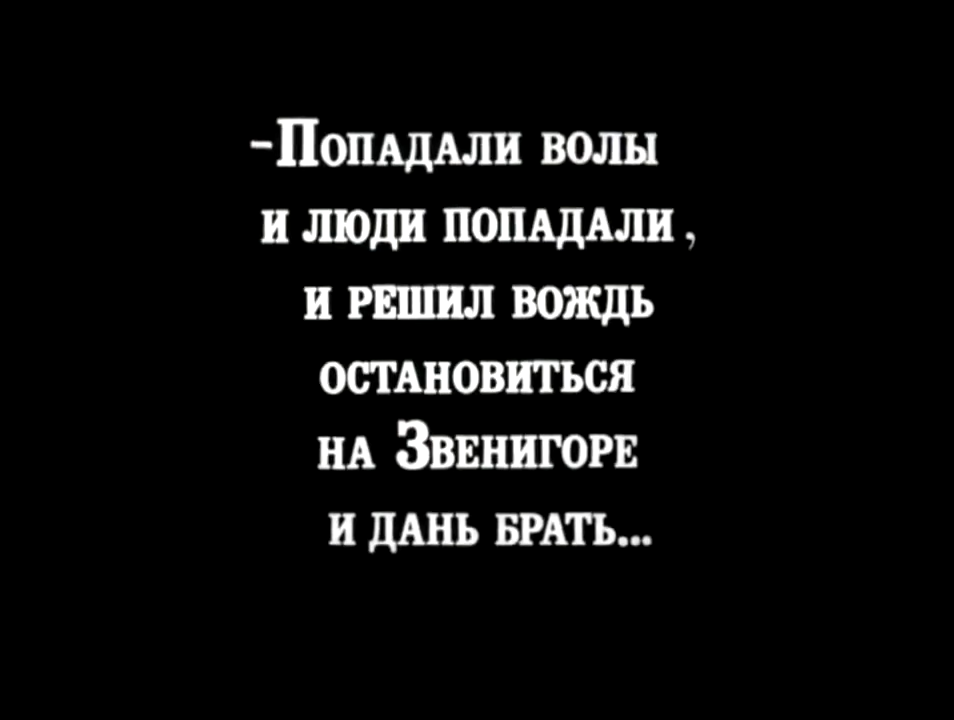 -Попадали волы
и люди попадали,
и решил вождь
остановиться
на Звенигоре
и дань брать...